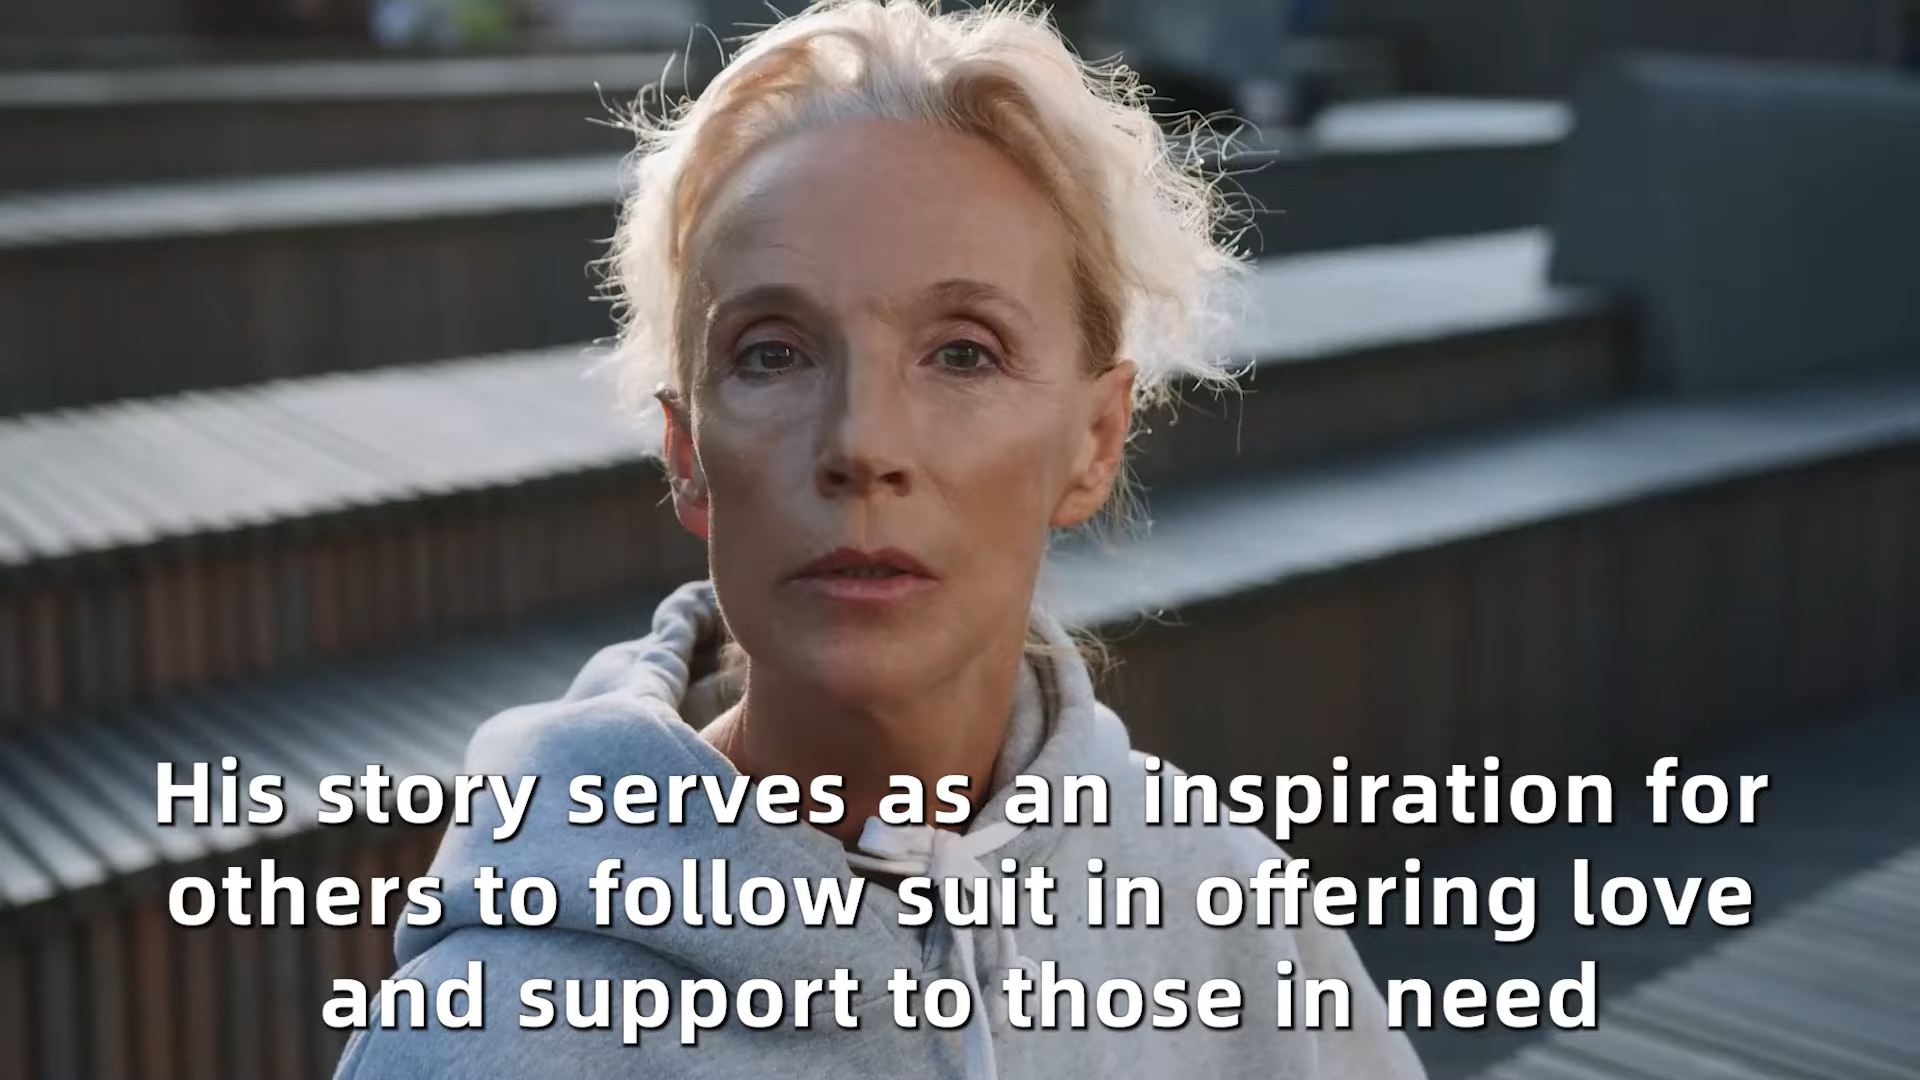 His story serves as an inspiration for
others to follow suit in offering love
and support to those in need